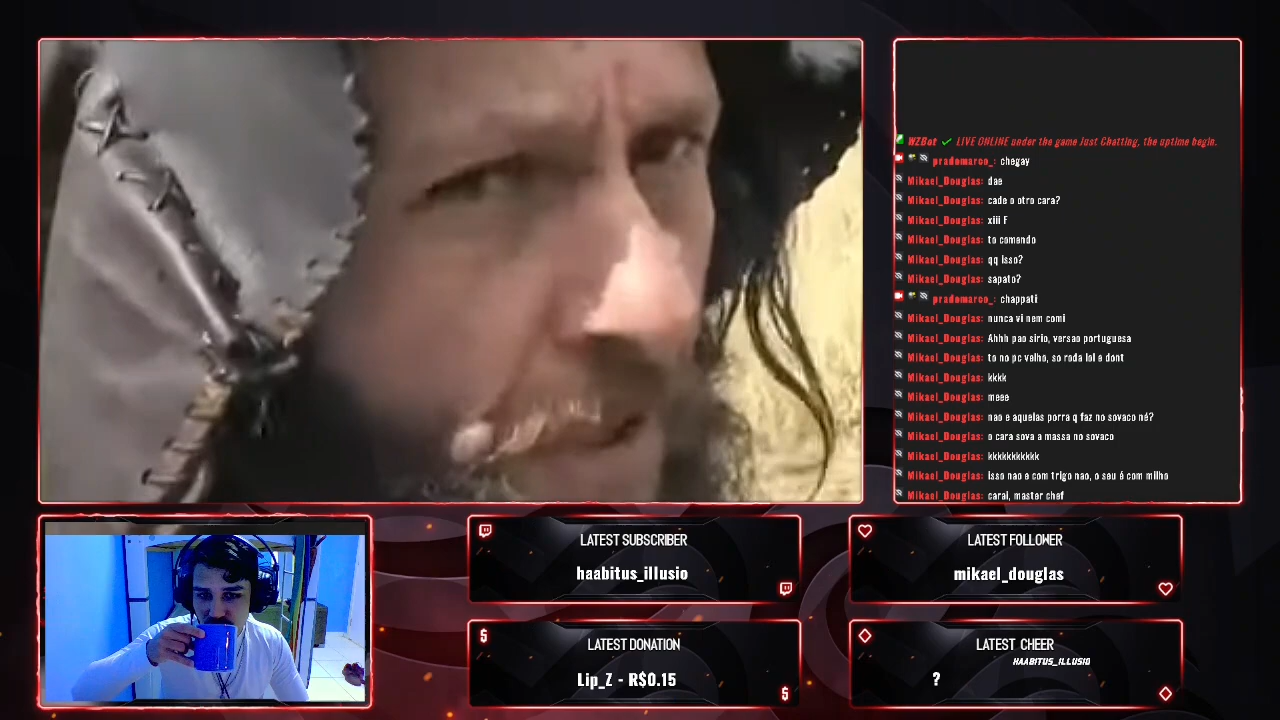 WZBot LIVE ONLINE under the game Just Chatting, the uptime begin.
pradomarco_: chegay
Mikael_Douglas: dae
Mikael_Douglas: cade o otro cara?
Mikael_Douglas: xiii F
Mikael_Douglas: to comendo
Mikael_Douglas: qq isso?
Mikael_Douglas: sapato?
pradomarco_: chappati
Mikael_Douglas: nunca vi nem comi
Mikael_Douglas: Ahhh pao sirio, versao portuguesa
Mikael_Douglas: to no pc velho, so roda lol e dont
Mikael_Douglas: kkkk
Mikael_Douglas: meee
Mikael_Douglas: nao e aquelas porra q faz no sovaco né?
Mikael_Douglas: o cara sova a massa no sovaco
Mikael_Douglas: kkkkkkkkkkk
Mikael_Douglas: isso nao e com trigo nao, o seu é com milho
Mikael_Douglas: caral, master chef
LATEST SUBSCRIBER
haabitus_illusio
LATEST FOLLOWER
mikael_douglas
LATEST DONATION
Lip_Z - R$0.15
LATEST CHEER
HAABITUS_ILLUSIO
?